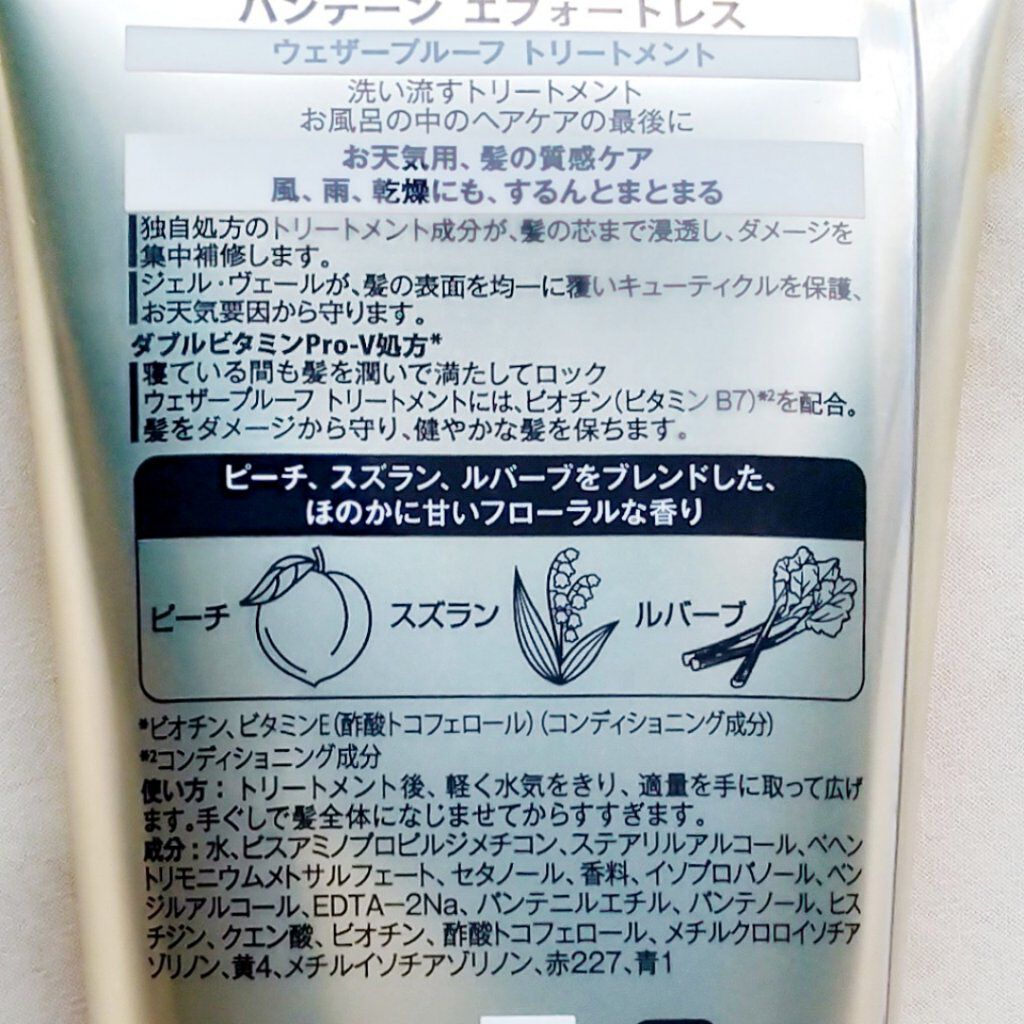 パンテーン エフォートレス
ウェザープルーフ トリートメント
洗い流すトリートメント
お風呂の中のヘアケアの最後に
お天気用、髪の質感ケア
風、雨、乾燥にも、するんとまとまる
独自処方のトリートメント成分が、髪の芯まで浸透し、ダメージを
集中補修します。
ジェル・ヴェールが、髪の表面を均一に覆いキューティクルを保護、
お天気要因から守ります。
ダブルビタミンPro-V処方*
寝ている間も髪を潤いで満たしてロック
ウェザープルーフ トリートメントには、ビオチン(ビタミン B7)*2を配合。
髪をダメージから守り、健やかな髪を保ちます。
ピーチ、スズラン、ルバーブをブレンドした、
ほのかに甘いフローラルな香り
ピーチ スズラン ルバーブ
*ビオチン、ビタミンE(酢酸トコフェロール) (コンディショニング成分)
*2コンディショニング成分
使い方：トリートメント後、軽く水気をきり、適量を手に取って広げ
ます。手ぐしで髪全体になじませてからすすぎます。
成分：水、ビスアミノプロピルジメチコン、ステアリルアルコール、ベヘン
トリモニウムメトサルフェート、セタノール、香料、イソプロパノール、ベン
ジルアルコール、EDTA－2Na、パンテニルエチル、パンテノール、ヒス
チジン、クエン酸、ビオチン、酢酸トコフェロール、メチルクロロイソチア
ゾリノン、黄4、メチルイソチアゾリノン、赤227、青1